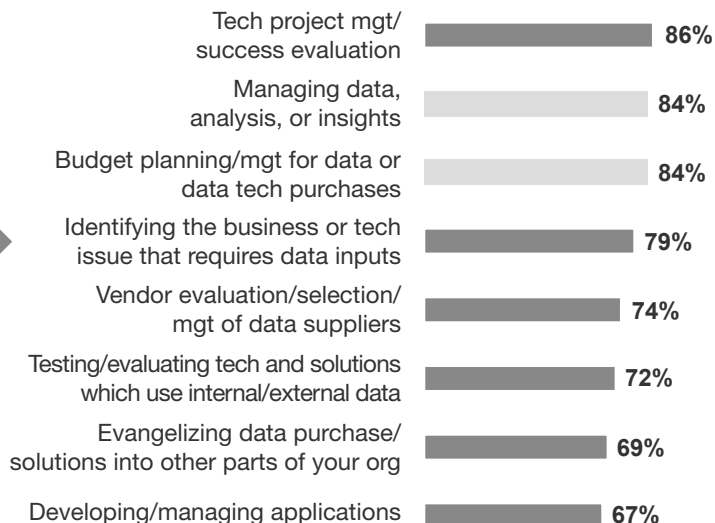 Tech project mgt/
success evaluation
86%
Managing data,
analysis, or insights
84%
Budget planning/mgt for data or
data tech purchases
84%
Identifying the business or tech
issue that requires data inputs
79%
Vendor evaluation/selection/
mgt of data suppliers
74%
Testing/evaluating tech and solutions
which use internal/external data
72%
Evangelizing data purchase/
solutions into other parts of your org
69%
Developing/managing applications
67%